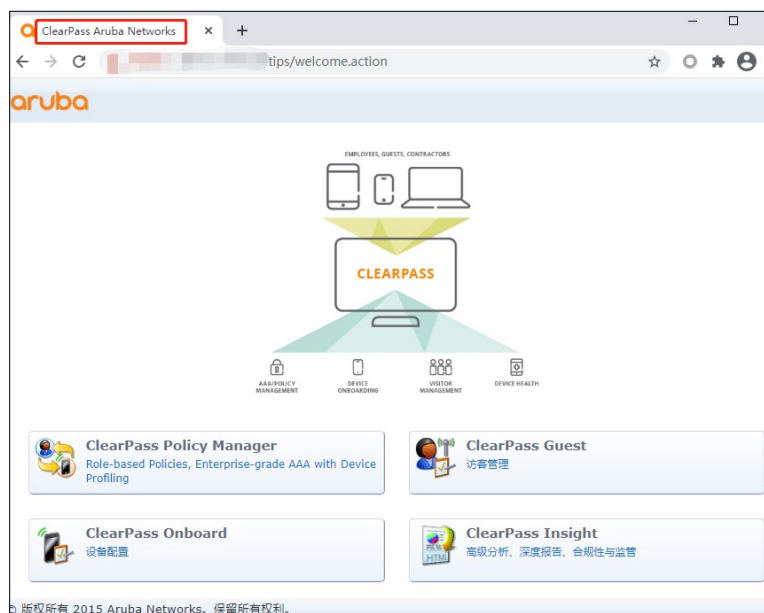 ClearPass Aruba Networks
tips/welcome.action
aruba
EMPLOYEES, GUESTS, CONTRACTORS
CLEARPASS
AAA/POLICY MANAGEMENT
DEVICE ONBOARDING
VISITOR MANAGEMENT
DEVICE HEALTH
ClearPass Policy Manager
Role-based Policies, Enterprise-grade AAA with Device
Profiling
ClearPass Guest
访客管理
ClearPass Onboard
设备配置
ClearPass Insight
高级分析、深度报告、合规性与监管
© 版权所有 2015 Aruba Networks。保留所有权利。